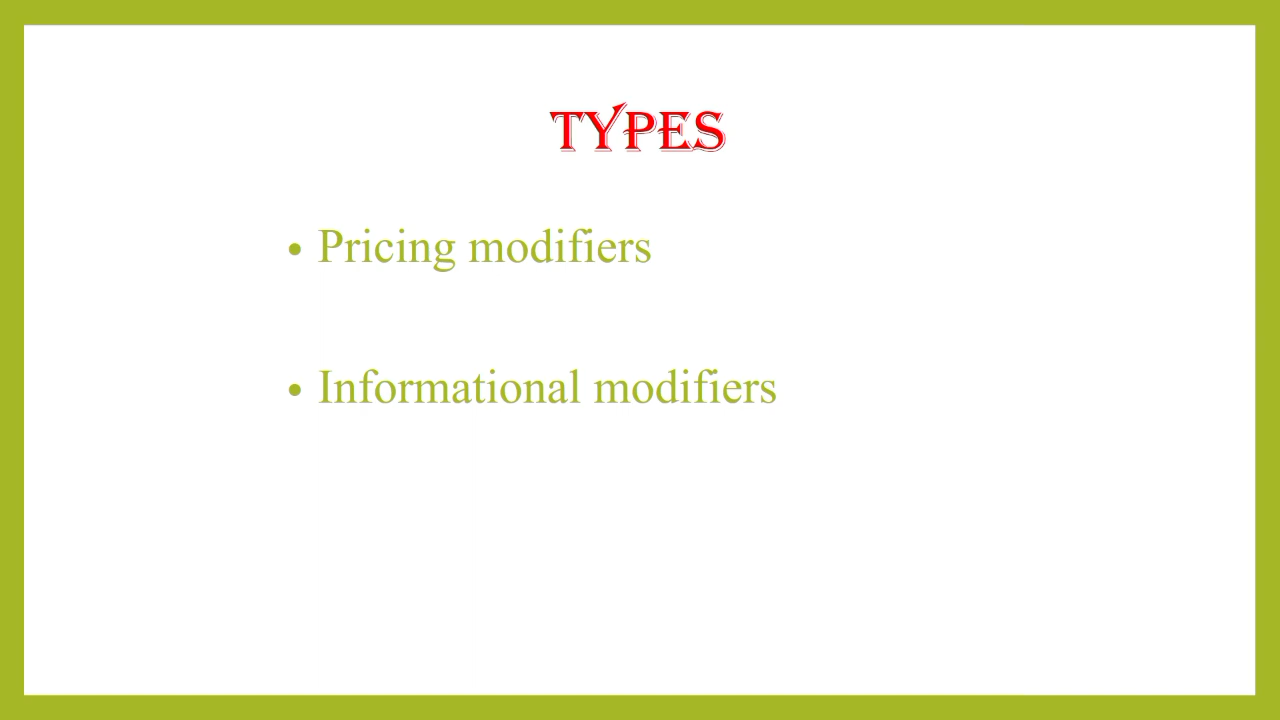 TYPES
• Pricing modifiers
• Informational modifiers